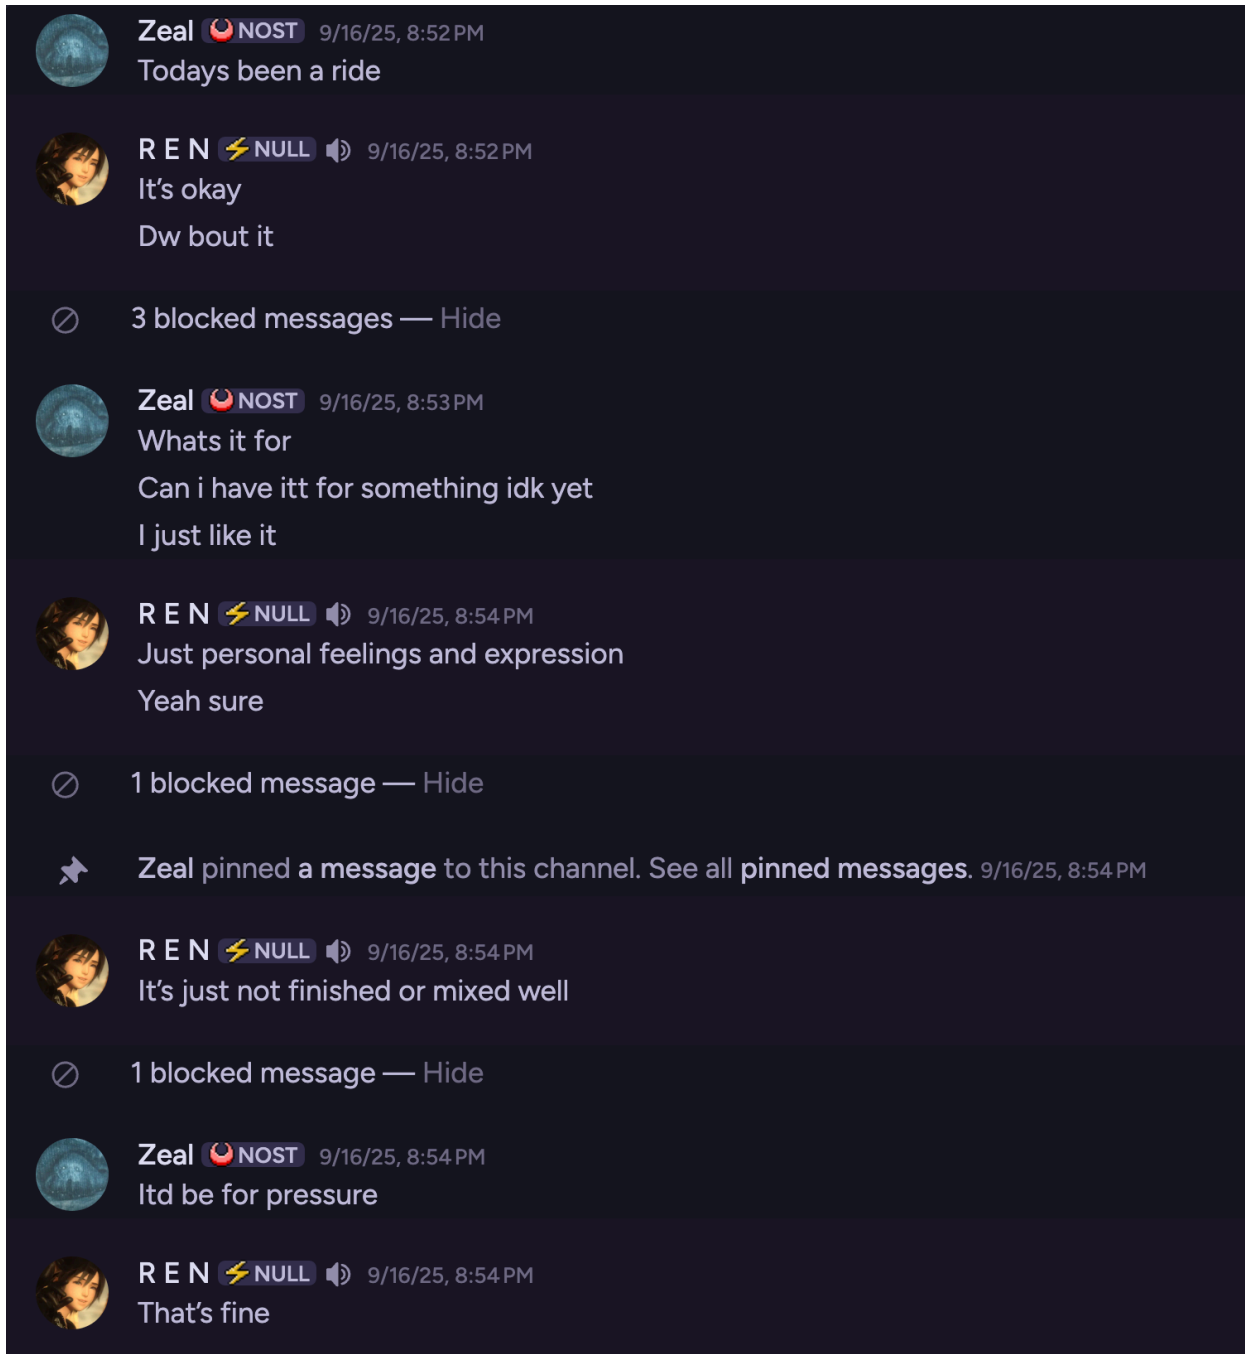 Zeal NOST 9/16/25, 8:52 PM
Todays been a ride
R E N NULL 9/16/25, 8:52 PM
It's okay
Dw bout it
3 blocked messages — Hide
Zeal NOST 9/16/25, 8:53 PM
Whats it for
Can i have itt for something idk yet
I just like it
R E N NULL 9/16/25, 8:54 PM
Just personal feelings and expression
Yeah sure
1 blocked message — Hide
Zeal pinned a message to this channel. See all pinned messages. 9/16/25, 8:54 PM
R E N NULL 9/16/25, 8:54 PM
It's just not finished or mixed well
1 blocked message — Hide
Zeal NOST 9/16/25, 8:54 PM
Itd be for pressure
R E N NULL 9/16/25, 8:54 PM
That's fine